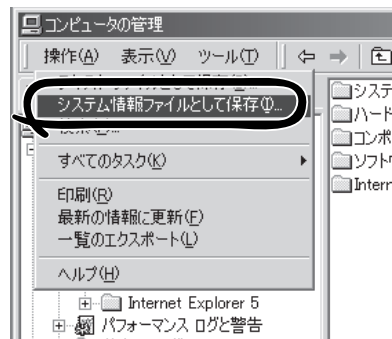 コンピュータの管理
操作(A) 表示(V) ツール(T)
システム情報ファイルとして保存(I)...
すべてのタスク(K)
印刷(R)
最新の情報に更新(F)
一覧のエクスポート(L)
ヘルプ(H)
Internet Explorer 5
パフォーマンス ログと警告
システ
ハード
コンポ
ソフト
Intern